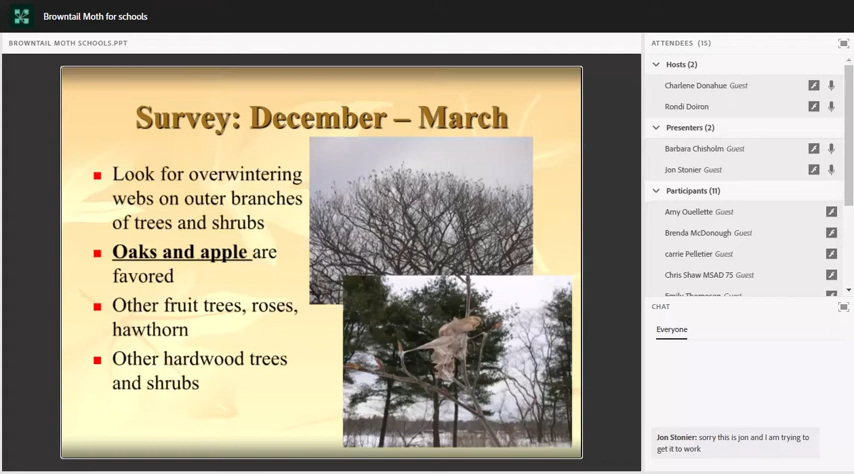 Browntail Moth for schools
BROWNTAIL MOTH SCHOOLS.PPT
Survey: December – March
Look for overwintering
webs on outer branches
of trees and shrubs
Oaks and apple are
favored
Other fruit trees, roses,
hawthorn
Other hardwood trees
and shrubs
ATTENDEES (15)
Hosts (2)
Charlene Donahue Guest
Rondi Doiron
Presenters (2)
Barbara Chisholm Guest
Jon Stonier Guest
Participants (11)
Amy Ouellette Guest
Brenda McDonough Guest
carrie Pelletier Guest
Chris Shaw MSAD 75 Guest
CHAT
Everyone
Jon Stonier: sorry this is jon and I am trying to
get it to work